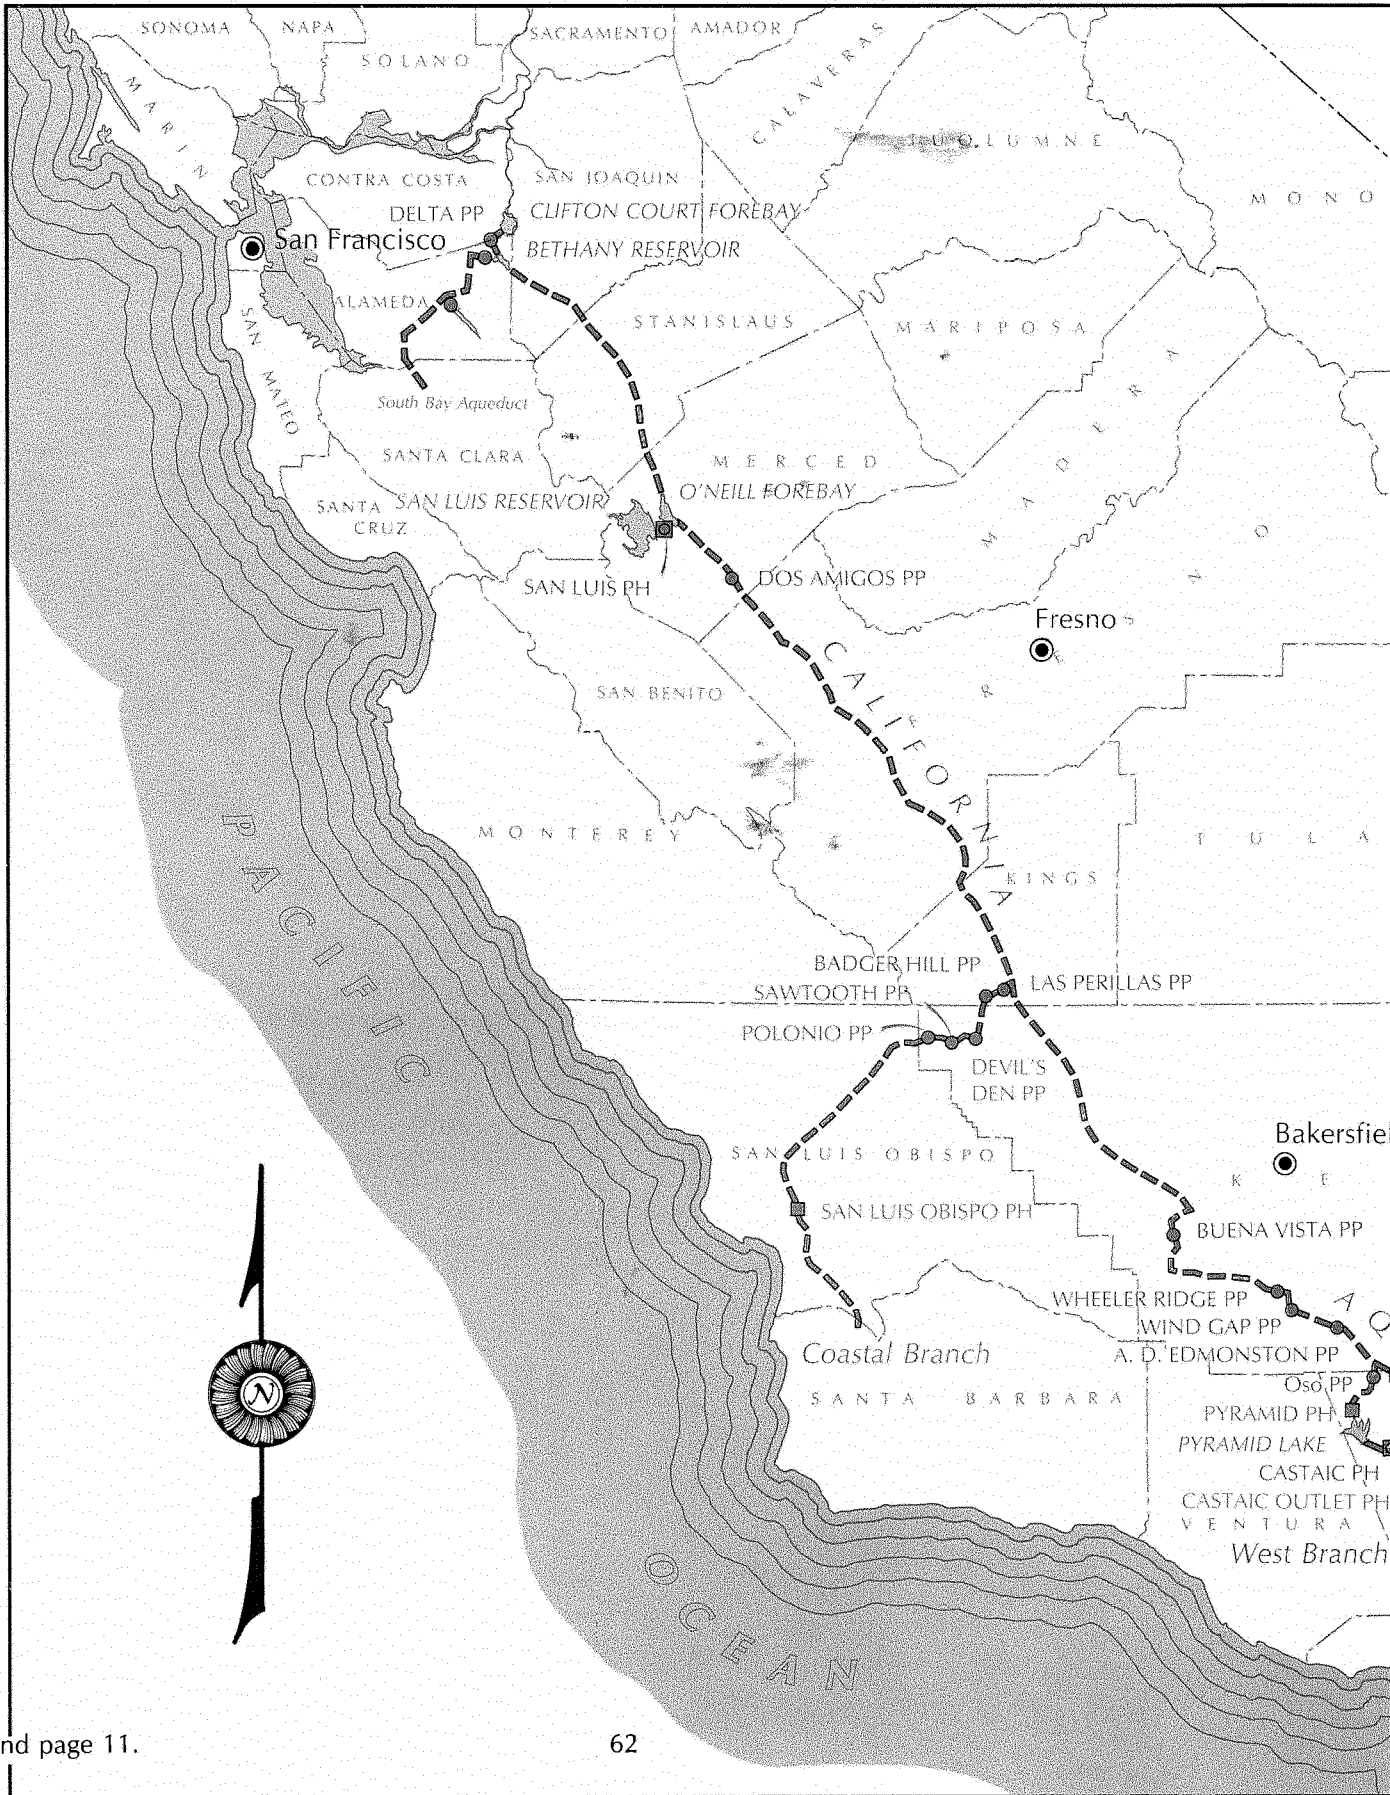 SONOMA
NAPA
SOLANO
SACRAMENTO
AMADOR
CALAVERAS
MARIN
TUOLUMNE
CONTRA COSTA
SAN JOAQUIN
MONO
DELTA PP
CLIFTON COURT FOREBAY
San Francisco
BETHANY RESERVOIR
ALAMEDA
STANISLAUS
MARIPOSA
SAN
MATEO
MADERA
South Bay Aqueduct
SANTA CLARA
MERCED
SANTA
CRUZ
SAN LUIS RESERVOIR
O'NEILL FOREBAY
SAN LUIS PH
DOS AMIGOS PP
Fresno
FRESNO
SAN BENITO
CALIFORNIA
MONTEREY
TULA
KINGS
PACIFIC
BADGER HILL PP
SAWTOOTH PP
LAS PERILLAS PP
POLONIO PP
DEVIL'S
DEN PP
Bakersfiel
SAN LUIS OBISPO
KE
SAN LUIS OBISPO PH
BUENA VISTA PP
WHEELER RIDGE PP
AQ
WIND GAP PP
Coastal Branch
A. D. EDMONSTON PP
Oso PP
SANTA BARBARA
N
PYRAMID PH
PYRAMID LAKE
CASTAIC PH
CASTAIC OUTLET PH
VENTURA
West Branch
OCEAN
nd page 11.
62